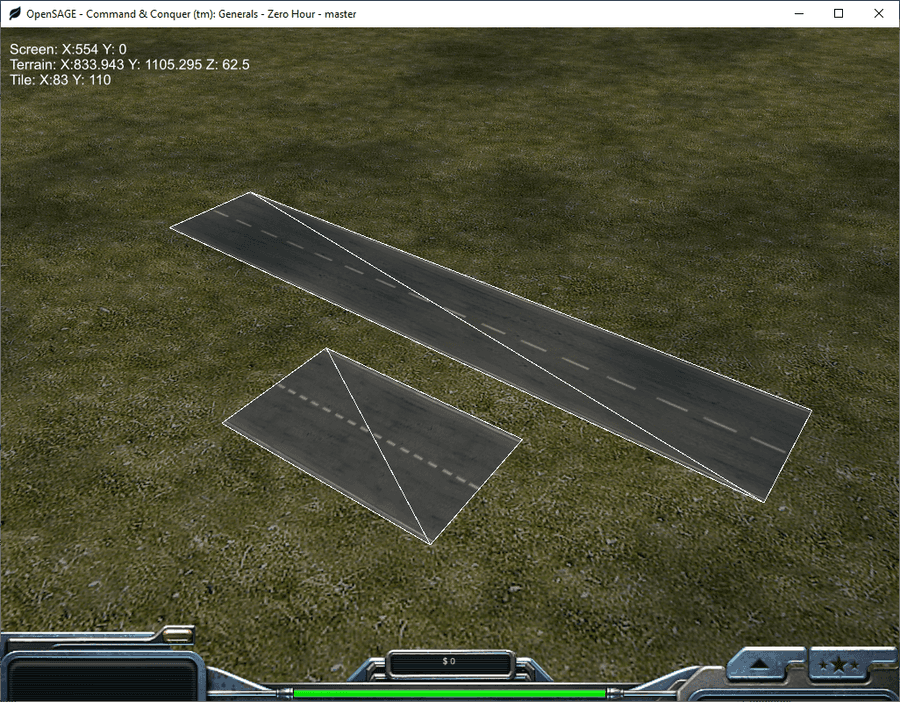 OpenSAGE - Command & Conquer (tm): Generals - Zero Hour - master
Screen: X:554 Y: 0
Terrain: X:833.943 Y: 1105.295 Z: 62.5
Tile: X:83 Y: 110
$ 0